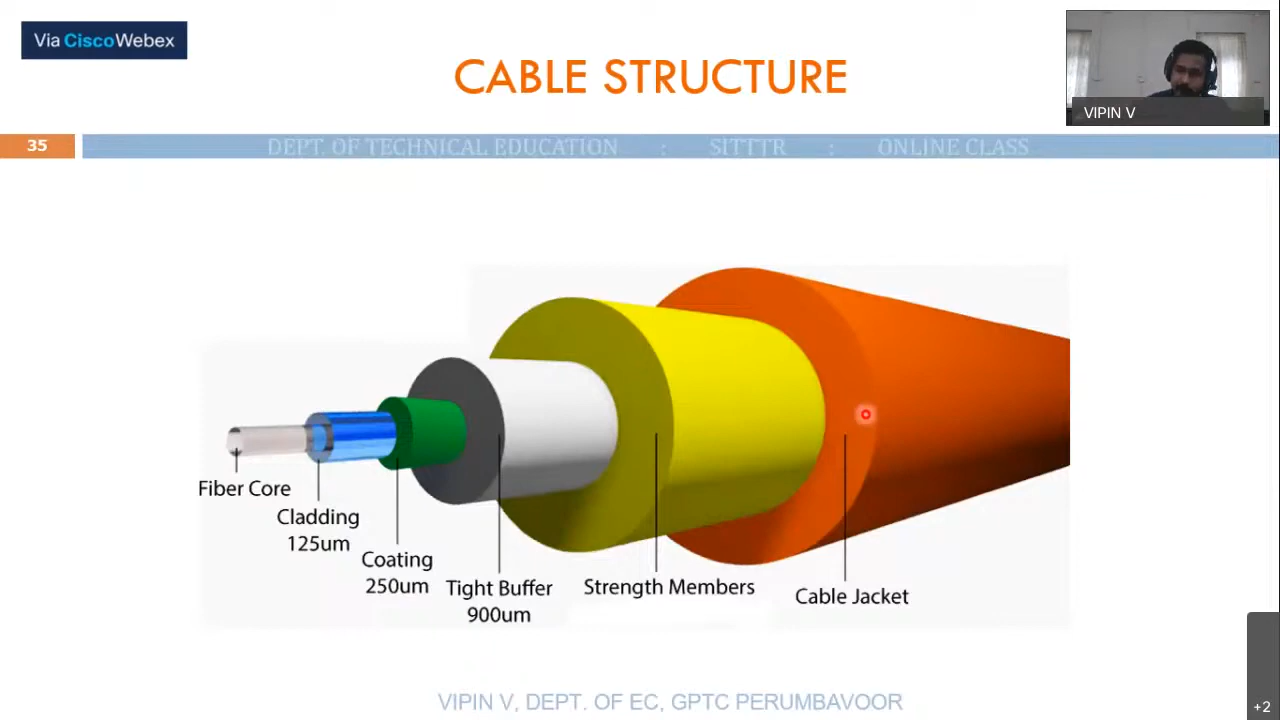 Via CiscoWebex
CABLE STRUCTURE
VIPIN V
35
DEPT. OF TECHNICAL EDUCATION : SITTTR : ONLINE CLASS
Fiber Core
Cladding
125um
Coating
250um
Tight Buffer
900um
Strength Members
Cable Jacket
VIPIN V, DEPT. OF EC, GPTC PERUMBAVOOR
+2